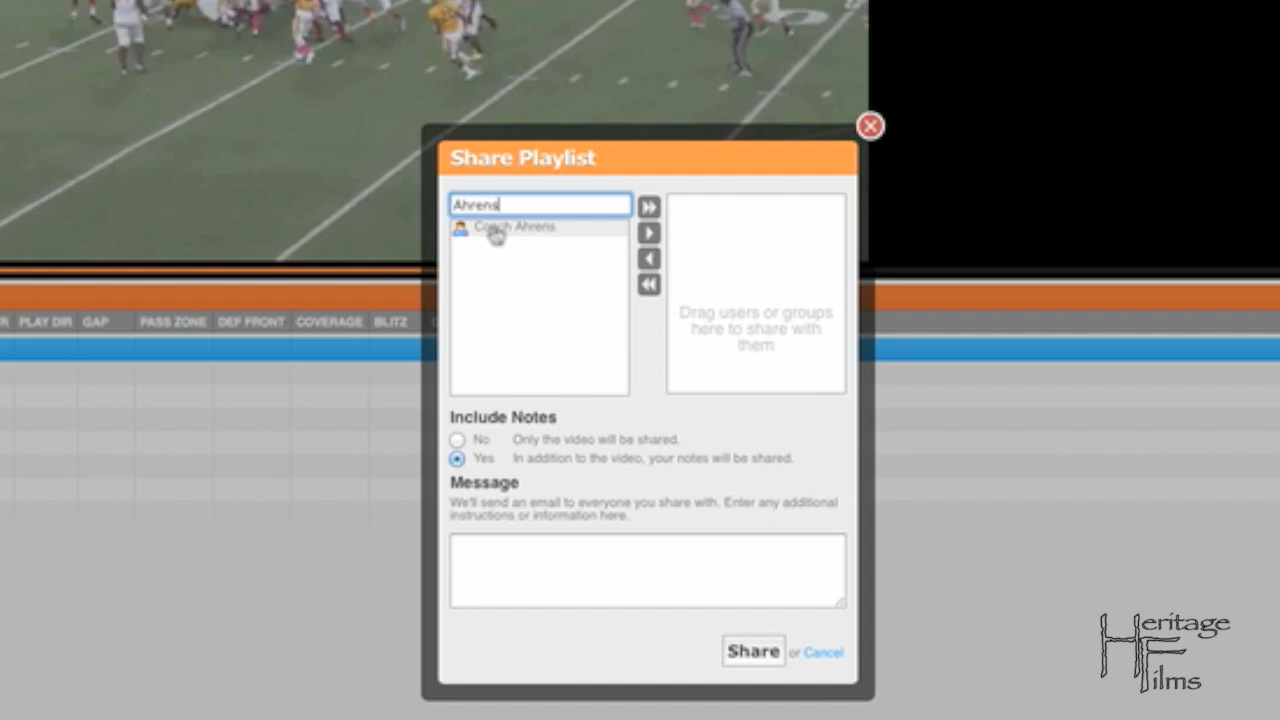 Share Playlist
Ahrens
Coach Ahrens
Drag users or groups
here to share with
them
PLAY DIR GAP PASS ZONE DEF FRONT COVERAGE BLITZ
Include Notes
No Only the video will be shared.
Yes In addition to the video, your notes will be shared.
Message
We'll send an email to everyone you share with. Enter any additional
instructions or information here.
Share or Cancel
Heritage
Films